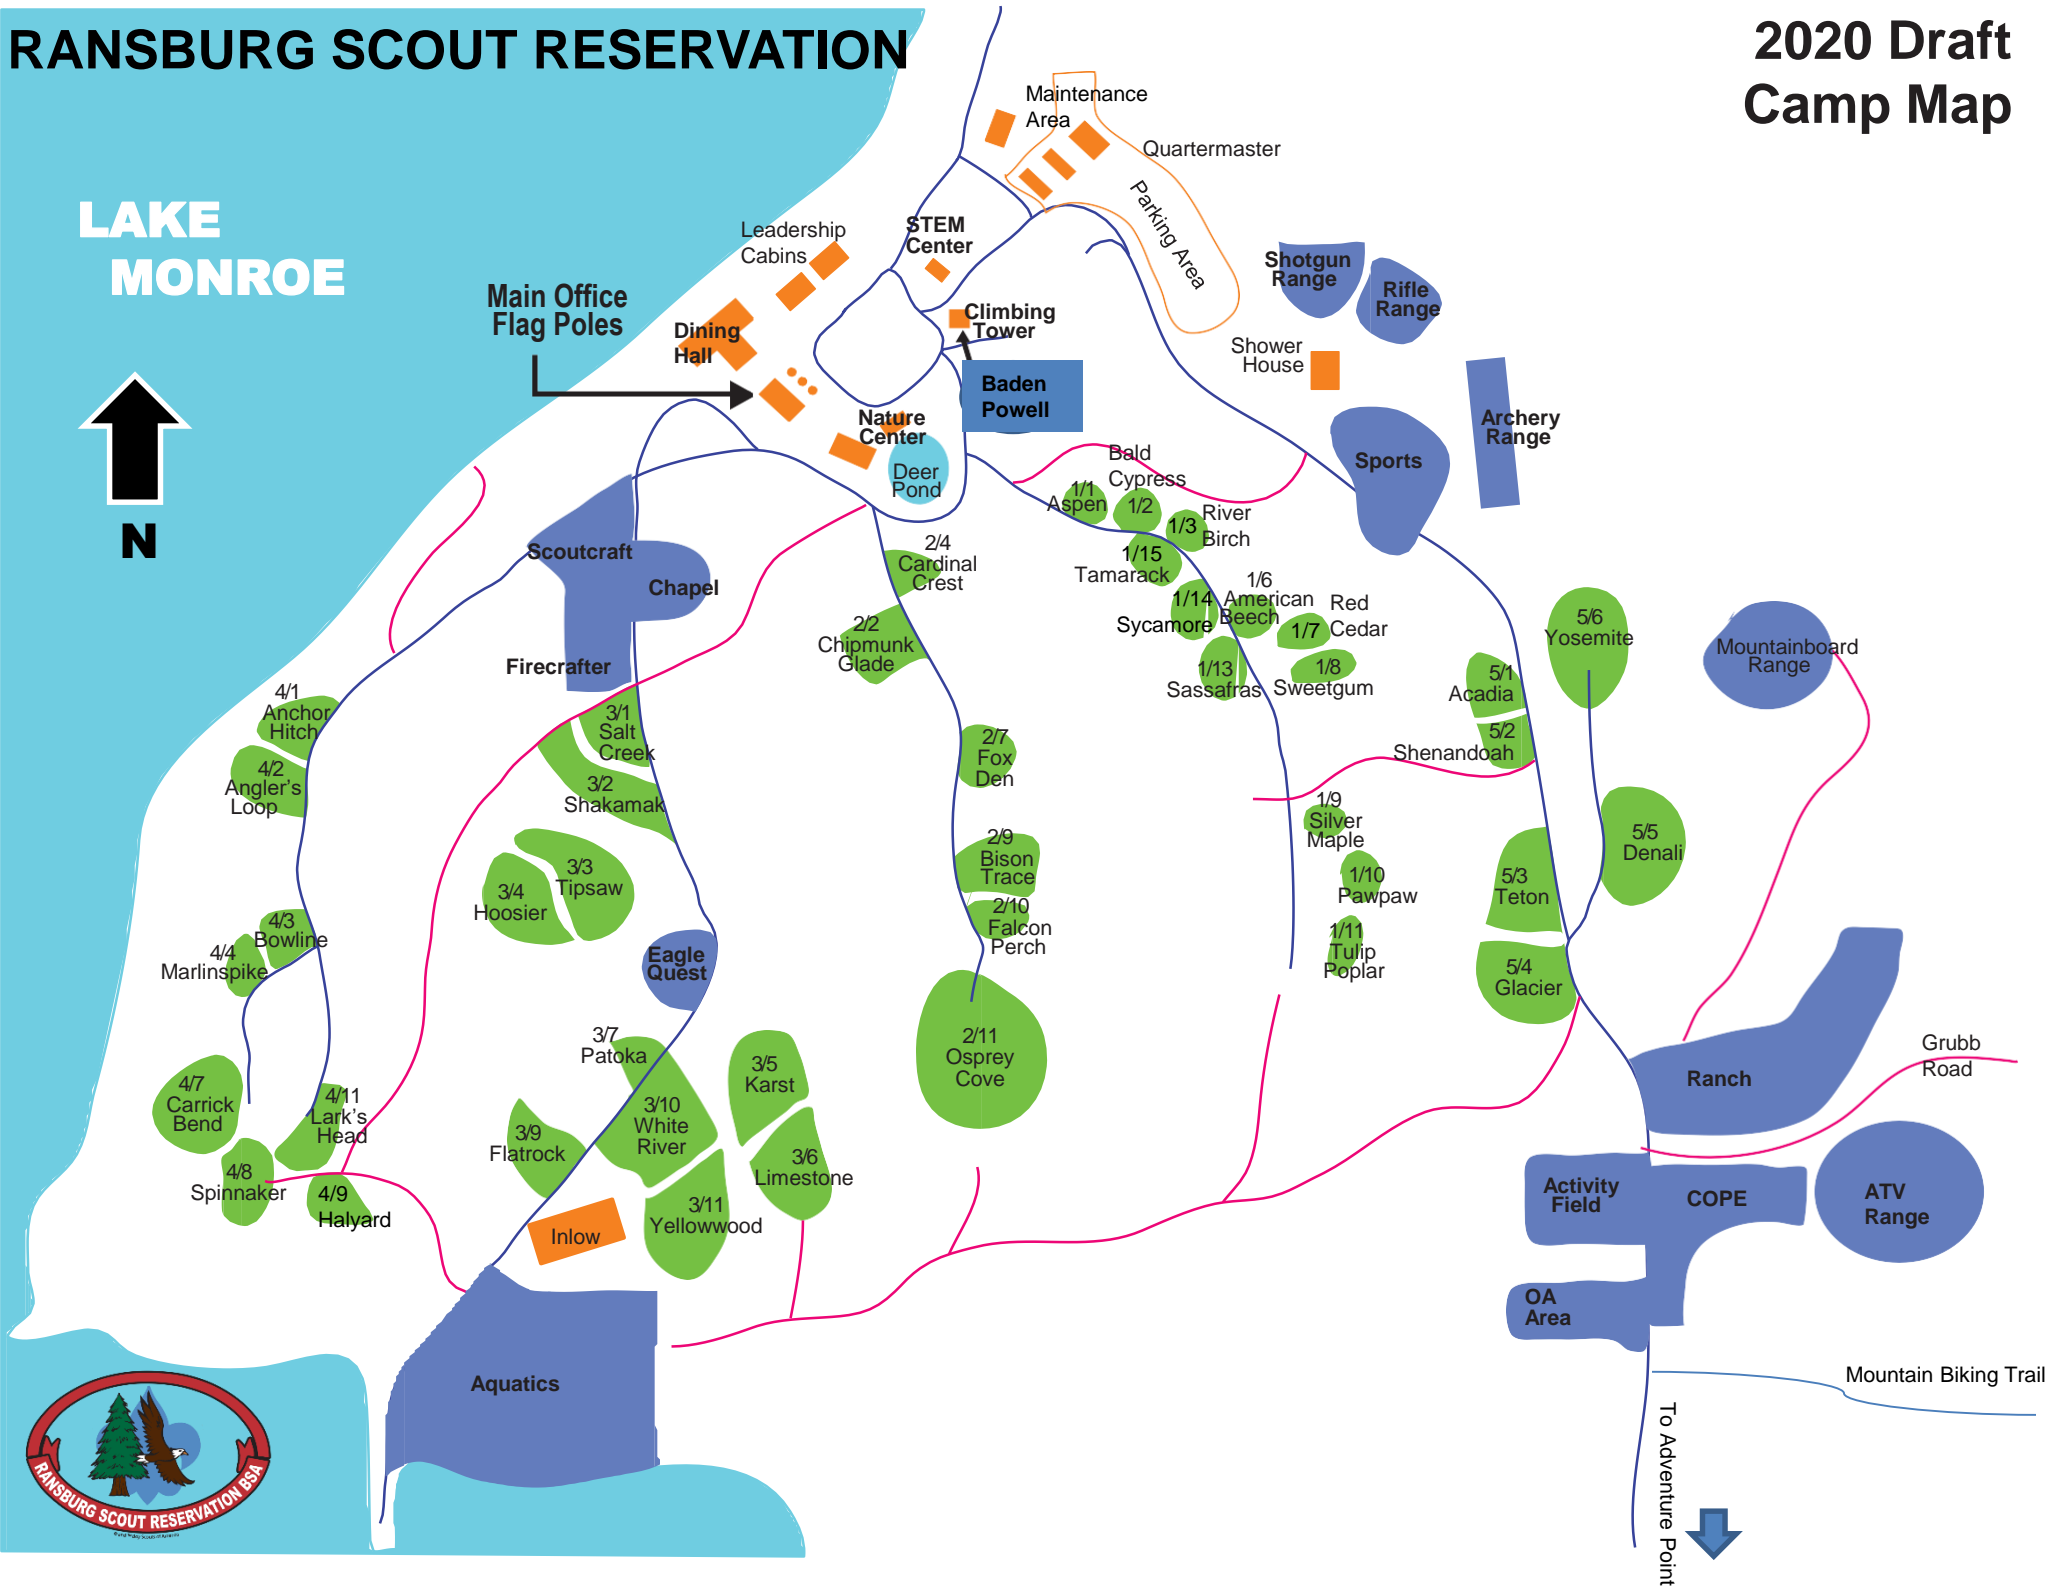 RANSBURG SCOUT RESERVATION
2020 Draft
Camp Map
LAKE
MONROE
N
Maintenance
Area
Quartermaster
Parking Area
Leadership
Cabins
STEM
Center
Main Office
Flag Poles
Dining
Hall
Climbing
Tower
Baden
Powell
Nature
Center
Deer
Pond
Shotgun
Range
Rifle
Range
Shower
House
Archery
Range
Sports
Scoutcraft
Chapel
Firecrafter
Bald
Cypress
1/1
Aspen
1/2
1/3
River
Birch
1/15
Tamarack
1/14
Sycamore
1/6
American
Beech
Red
Cedar
1/7
1/13
Sassafras
1/8
Sweetgum
2/4
Cardinal
Crest
2/2
Chipmunk
Glade
5/6
Yosemite
Mountainboard
Range
5/1
Acadia
5/2
Shenandoah
4/1
Anchor
Hitch
4/2
Angler's
Loop
3/1
Salt
Creek
3/2
Shakamak
2/7
Fox
Den
1/9
Silver
Maple
1/10
Pawpaw
1/11
Tulip
Poplar
5/5
Denali
5/3
Teton
5/4
Glacier
3/3
Tipsaw
3/4
Hoosier
2/9
Bison
Trace
2/10
Falcon
Perch
4/3
Bowline
4/4
Marlinspike
Eagle
Quest
2/11
Osprey
Cove
3/7
Patoka
3/5
Karst
3/10
White
River
3/9
Flatrock
3/6
Limestone
3/11
Yellowwood
4/7
Carrick
Bend
4/11
Lark's
Head
4/8
Spinnaker
4/9
Halyard
Inlow
Aquatics
Ranch
Grubb
Road
Activity
Field
COPE
ATV
Range
OA
Area
Mountain Biking Trail
To Adventure Point
RANSBURG SCOUT RESERVATION BSA